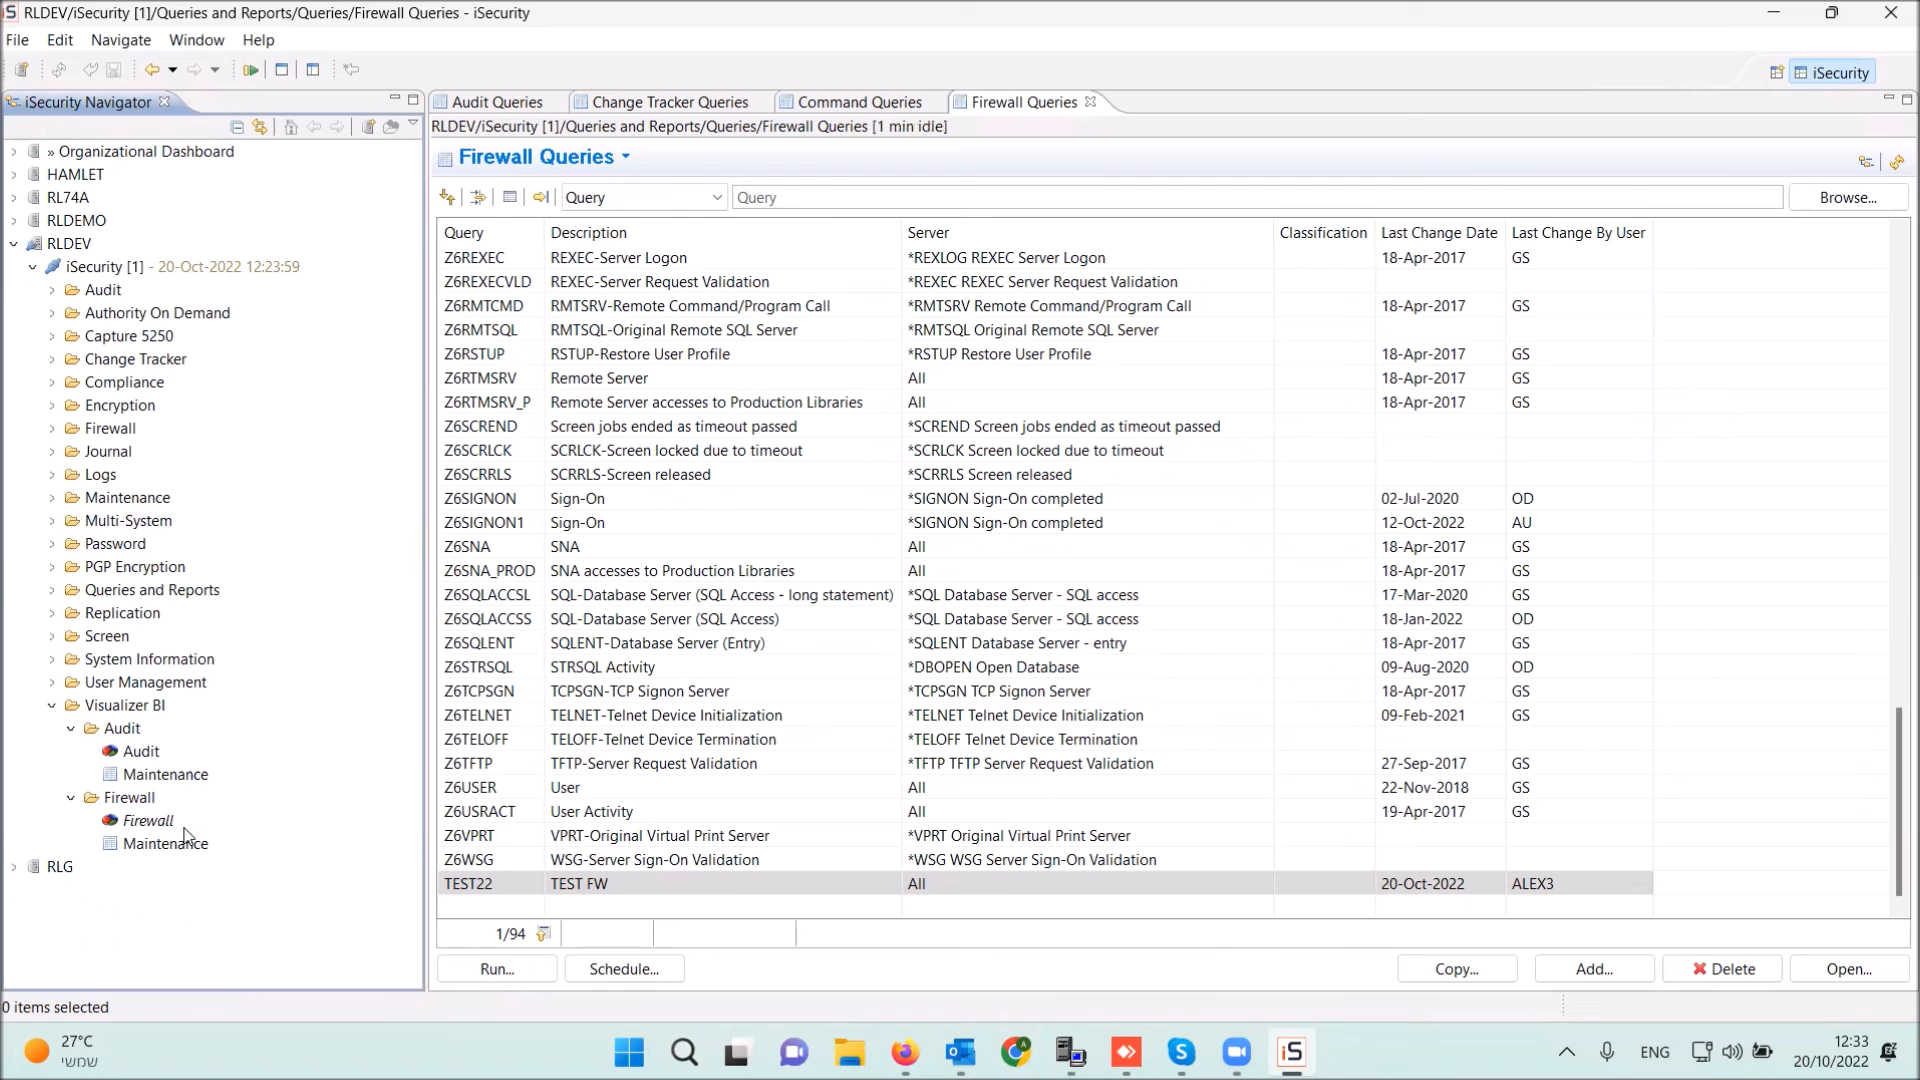 RLDEV/iSecurity [1]/Queries and Reports/Queries/Firewall Queries - iSecurity
File Edit Navigate Window Help
iSecurity
iSecurity Navigator
» Organizational Dashboard
HAMLET
RL74A
RLDEMO
RLDEV
iSecurity [1] - 20-Oct-2022 12:23:59
Audit
Authority On Demand
Capture 5250
Change Tracker
Compliance
Encryption
Firewall
Journal
Logs
Maintenance
Multi-System
Password
PGP Encryption
Queries and Reports
Replication
Screen
System Information
User Management
Visualizer BI
Audit
Audit
Maintenance
Firewall
Firewall
Maintenance
RLG
Audit Queries Change Tracker Queries Command Queries Firewall Queries
RLDEV/iSecurity [1]/Queries and Reports/Queries/Firewall Queries [1 min idle]
Firewall Queries
Query Query Browse...
Query Description Server Classification Last Change Date Last Change By User
Z6REXEC REXEC-Server Logon *REXLOG REXEC Server Logon 18-Apr-2017 GS
Z6REXECVLD REXEC-Server Request Validation *REXEC REXEC Server Request Validation
Z6RMTCMD RMTSRV-Remote Command/Program Call *RMTSRV Remote Command/Program Call 18-Apr-2017 GS
Z6RMTSQL RMTSQL-Original Remote SQL Server *RMTSQL Original Remote SQL Server
Z6RSTUP RSTUP-Restore User Profile *RSTUP Restore User Profile 18-Apr-2017 GS
Z6RTMSRV Remote Server All 18-Apr-2017 GS
Z6RTMSRV_P Remote Server accesses to Production Libraries All 18-Apr-2017 GS
Z6SCREND Screen jobs ended as timeout passed *SCREND Screen jobs ended as timeout passed
Z6SCRLCK SCRLCK-Screen locked due to timeout *SCRLCK Screen locked due to timeout
Z6SCRRLS SCRRLS-Screen released *SCRRLS Screen released
Z6SIGNON Sign-On *SIGNON Sign-On completed 02-Jul-2020 OD
Z6SIGNON1 Sign-On *SIGNON Sign-On completed 12-Oct-2022 AU
Z6SNA SNA All 18-Apr-2017 GS
Z6SNA_PROD SNA accesses to Production Libraries All 18-Apr-2017 GS
Z6SQLACCSL SQL-Database Server (SQL Access - long statement) *SQL Database Server - SQL access 17-Mar-2020 GS
Z6SQLACCSS SQL-Database Server (SQL Access) *SQL Database Server - SQL access 18-Jan-2022 OD
Z6SQLENT SQLENT-Database Server (Entry) *SQLENT Database Server - entry 18-Apr-2017 GS
Z6STRSQL STRSQL Activity *DBOPEN Open Database 09-Aug-2020 OD
Z6TCPSGN TCPSGN-TCP Signon Server *TCPSGN TCP Signon Server 18-Apr-2017 GS
Z6TELNET TELNET-Telnet Device Initialization *TELNET Telnet Device Initialization 09-Feb-2021 GS
Z6TELOFF TELOFF-Telnet Device Termination *TELOFF Telnet Device Termination
Z6TFTP TFTP-Server Request Validation *TFTP TFTP Server Request Validation 27-Sep-2017 GS
Z6USER User All 22-Nov-2018 GS
Z6USRACT User Activity All 19-Apr-2017 GS
Z6VPRT VPRT-Original Virtual Print Server *VPRT Original Virtual Print Server
Z6WSG WSG-Server Sign-On Validation *WSG WSG Server Sign-On Validation
TEST22 TEST FW All 20-Oct-2022 ALEX3
1/94
Run... Schedule... Copy... Add... Delete Open...
0 items selected
27°C
שמשי
ENG
12:33
20/10/2022